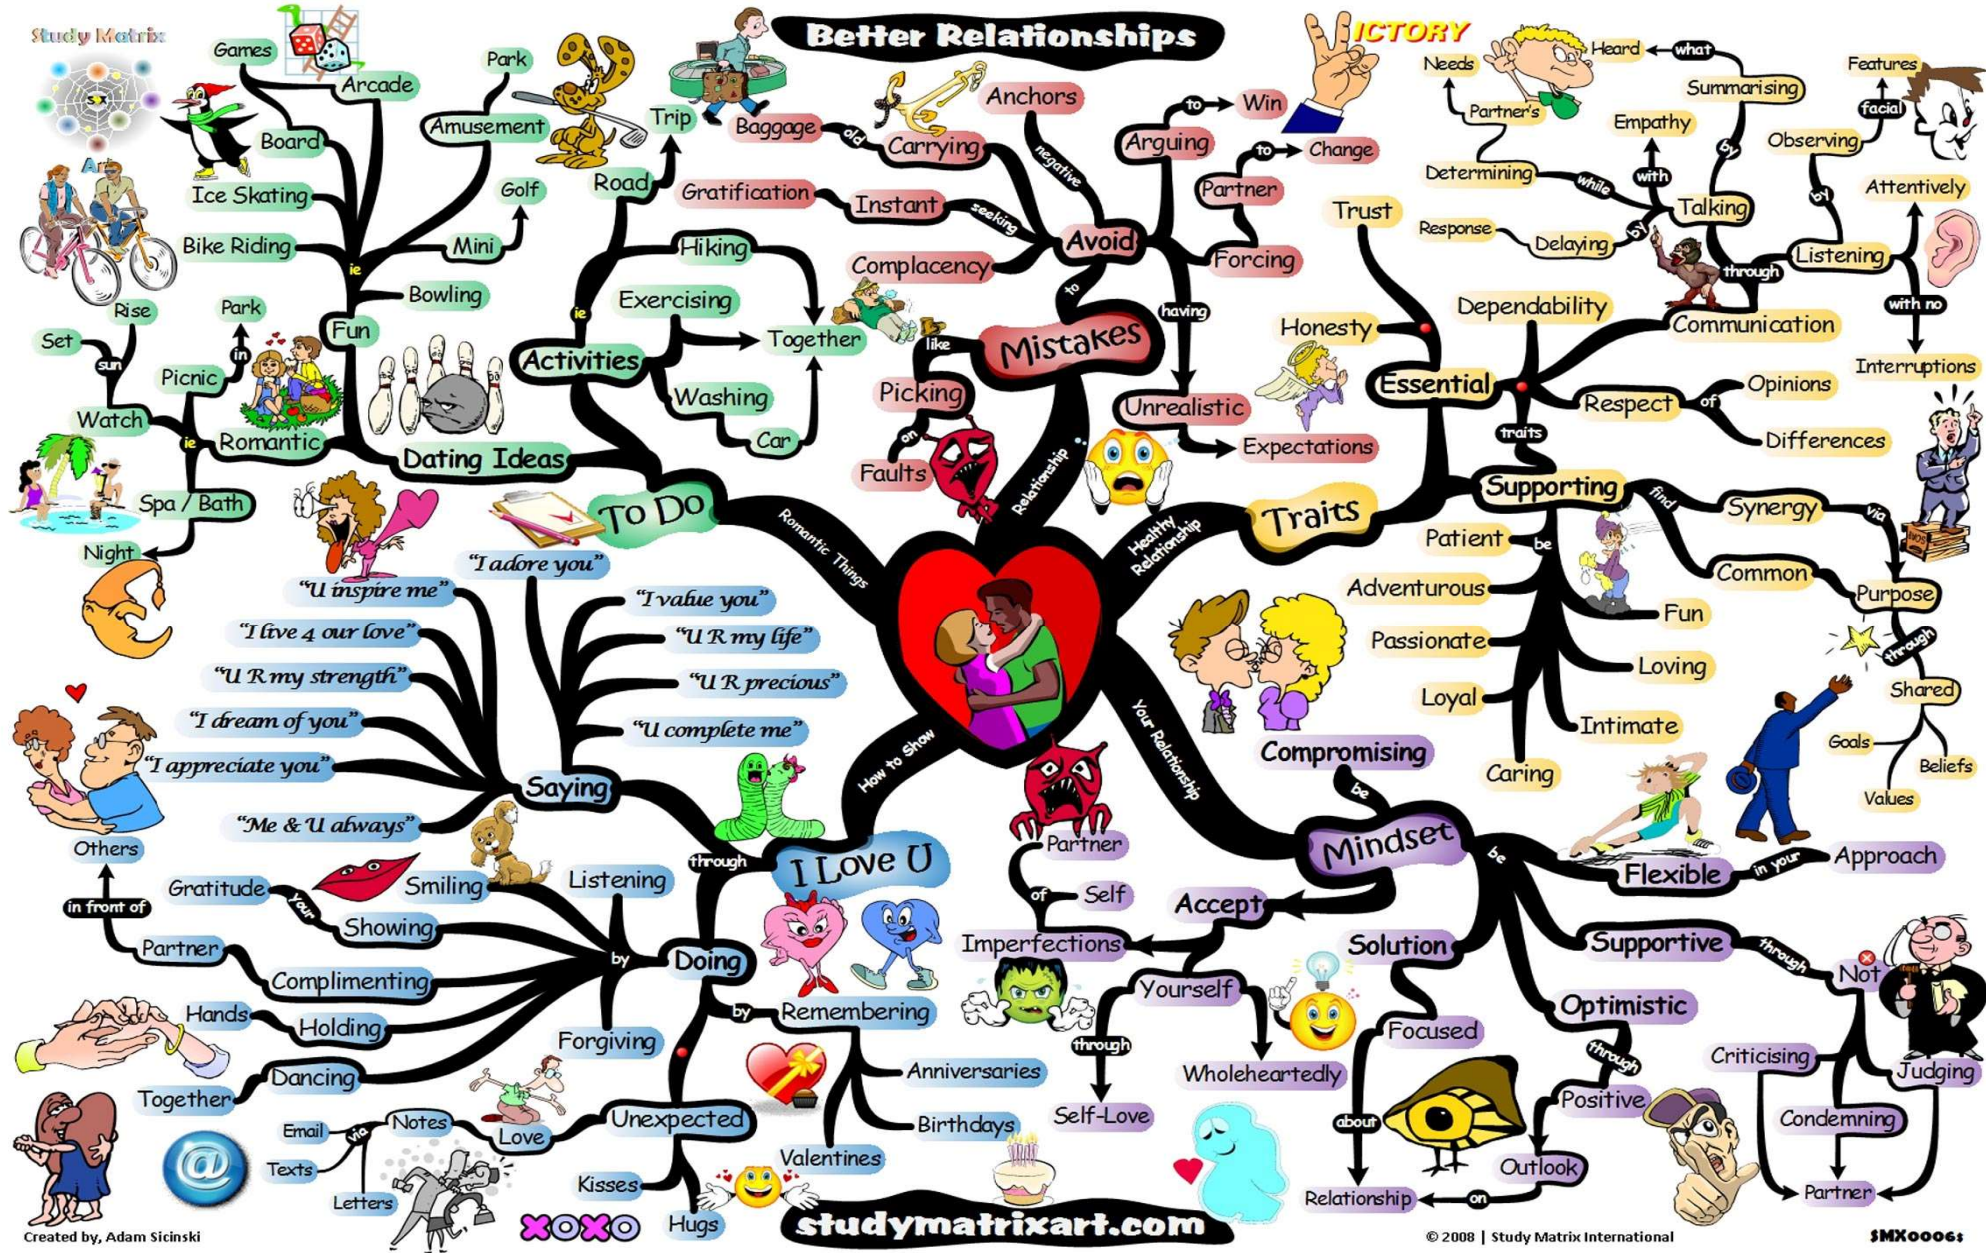 Better Relationships
Study Matrix
SX
Art
Games
Arcade
Board
Ice Skating
Bike Riding
ie
Park
Amusement
Golf
Mini
Bowling
Fun
Rise
Set
sun
Watch
Park
in
Picnic
ie
Romantic
Spa / Bath
Night
Dating Ideas
Trip
Road
Hiking
ie
Exercising
Activities
Together
Washing
Car
To Do
Romantic Things
Baggage
old
Carrying
Anchors
negative
Gratification
Instant
seeking
Complacency
Avoid
to
Arguing
to
Win
Partner
to
Change
Forcing
having
Unrealistic
Expectations
Mistakes
like
Picking
on
Faults
Relationship
VICTORY
Needs
Partner's
Determining
while
Heard
what
Summarising
by
Empathy
with
Talking
Response
Delaying
by
Features
facial
Observing
by
Attentively
Listening
with no
Interruptions
through
Communication
Trust
Honesty
Dependability
Essential
Respect
of
Opinions
Differences
traits
Supporting
find
Synergy
via
Common
Purpose
through
Shared
Goals
Values
Beliefs
Traits
Healthy
Relationship
be
Patient
Adventurous
Passionate
Loyal
Caring
Fun
Loving
Intimate
"I adore you"
"U inspire me"
"I live 4 our love"
"U R my strength"
"I dream of you"
"I appreciate you"
"Me & U always"
"I value you"
"U R my life"
"U R precious"
"U complete me"
Saying
How to Show
through
I Love U
Others
in front of
Partner
Complimenting
Gratitude
your
Showing
Smiling
Listening
by
Doing
Hands
Holding
Forgiving
Dancing
Together
by
Remembering
Anniversaries
Birthdays
Valentines
Unexpected
Love
Notes
via
Email
Texts
Letters
Kisses
Hugs
XOXO
@
Your Relationship
Compromising
be
Mindset
be
Flexible
in your
Approach
Supportive
through
Not
Criticising
Judging
Condemning
Partner
Optimistic
through
Positive
Outlook
on
Relationship
Solution
Focused
about
Accept
Imperfections
of
Partner
Self
Yourself
through
Self-Love
Wholeheartedly
studymatrixart.com
Created by, Adam Sicinski
© 2008 | Study Matrix International